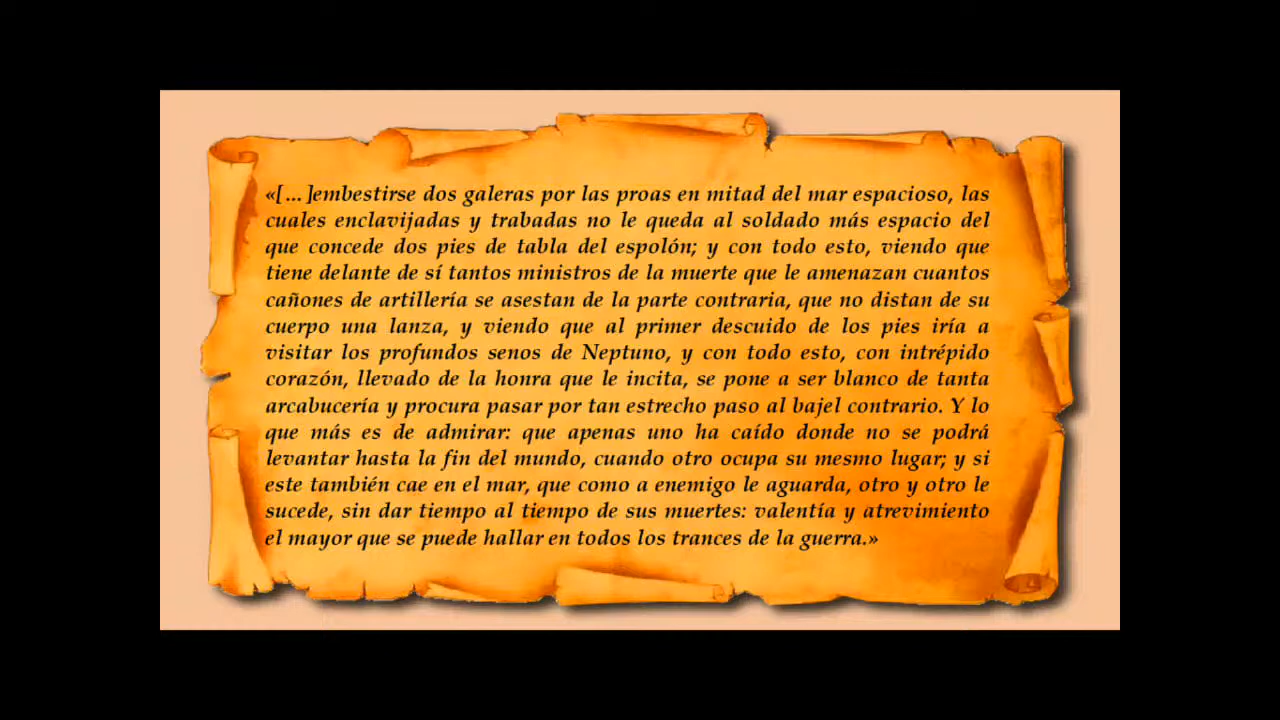 «[... ]embestirse dos galeras por las proas en mitad del mar espacioso, las
cuales enclavijadas y trabadas no le queda al soldado más espacio del
que concede dos pies de tabla del espolón; y con todo esto, viendo que
tiene delante de sí tantos ministros de la muerte que le amenazan cuantos
cañones de artillería se asestan de la parte contraria, que no distan de su
cuerpo una lanza, y viendo que al primer descuido de los pies iría a
visitar los profundos senos de Neptuno, y con todo esto, con intrépido
corazón, llevado de la honra que le incita, se pone a ser blanco de tanta
arcabucería y procura pasar por tan estrecho paso al bajel contrario. Y lo
que más es de admirar: que apenas uno ha caído donde no se podrá
levantar hasta la fin del mundo, cuando otro ocupa su mesmo lugar; y si
este también cae en el mar, que como a enemigo le aguarda, otro y otro le
sucede, sin dar tiempo al tiempo de sus muertes: valentía y atrevimiento
el mayor que se puede hallar en todos los trances de la guerra.»